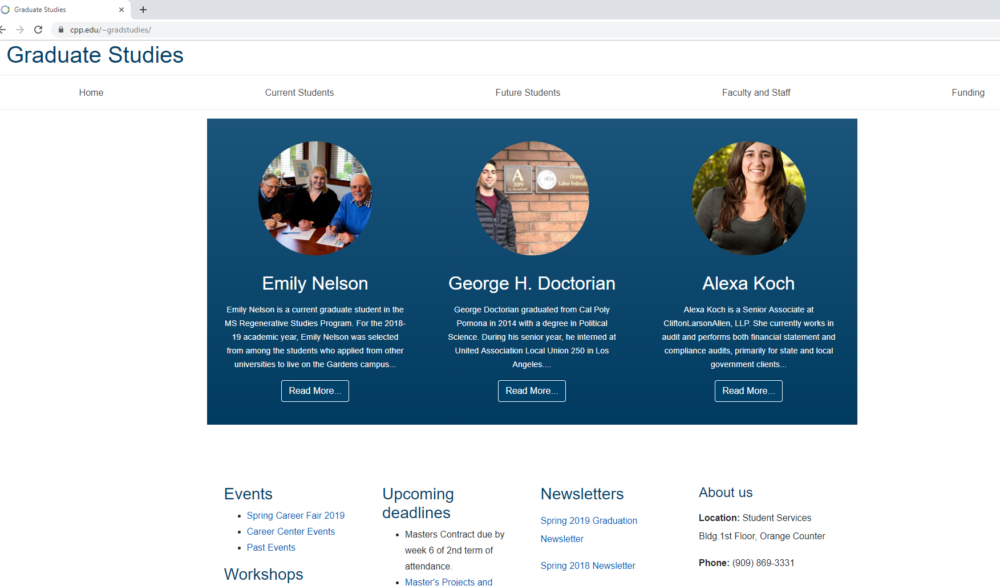 Graduate Studies
cpp.edu/~gradstudies/
Graduate Studies
Home
Current Students
Future Students
Faculty and Staff
Funding
A
309
N. RAMPART
OCLF
Orange
Labor Federati
Emily Nelson
Emily Nelson is a current graduate student in the
MS Regenerative Studies Program. For the 2018-
19 academic year, Emily Nelson was selected
from among the students who applied from other
universities to live on the Gardens campus...
Read More...
George H. Doctorian
George Doctorian graduated from Cal Poly
Pomona in 2014 with a degree in Political
Science. During his senior year, he interned at
United Association Local Union 250 in Los
Angeles....
Read More...
Alexa Koch
Alexa Koch is a Senior Associate at
CliftonLarsonAllen, LLP. She currently works in
audit and performs both financial statement and
compliance audits, primarily for state and local
government clients...
Read More...
Events
Spring Career Fair 2019
Career Center Events
Past Events
Workshops
Upcoming
deadlines
Masters Contract due by
week 6 of 2nd term of
attendance.
Master's Projects and
Newsletters
Spring 2019 Graduation
Newsletter
Spring 2018 Newsletter
About us
Location: Student Services
Bldg.1st Floor, Orange Counter
Phone: (909) 869-3331